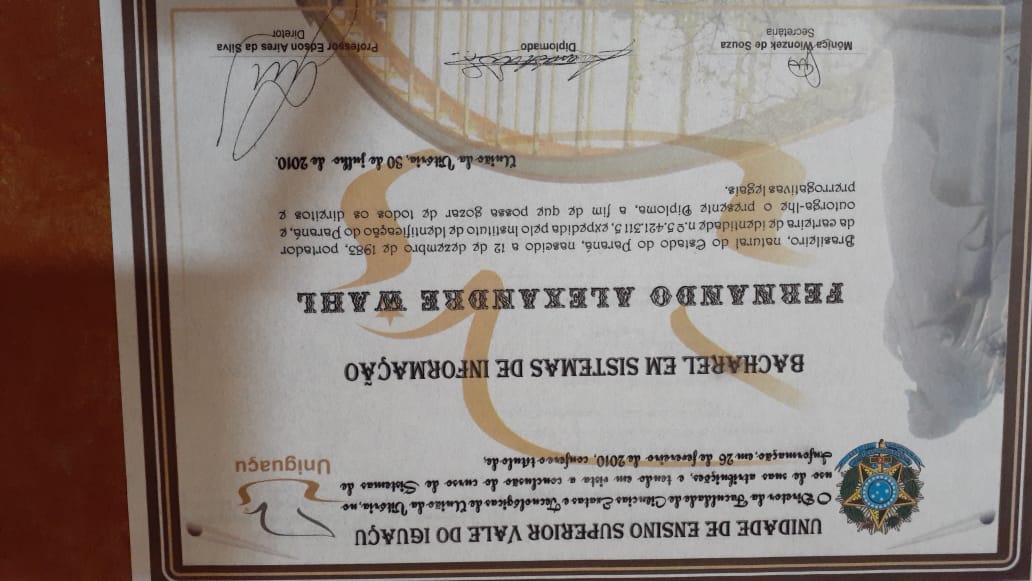 UNIDADE DE ENSINO SUPERIOR VALE DO IGUAÇU
Uniguaçu
O Diretor da Faculdade de Ciências Exatas e Tecnológicas de União da Vitória, no
uso de suas atribuições, e tendo em vista a conclusão do curso de Sistemas de
Informação, em 26 de fevereiro de 2010, confere o título de,
BACHAREL EM SISTEMAS DE INFORMAÇÃO
FERNANDO ALEXANDRE WAHL
Brasileiro, natural do Estado do Paraná, nascido a 12 de dezembro de 1983, portador
da carteira de identidade n.º 5.421.311 5, expedida pelo Instituto de Identificação do Paraná, e
outorga-lhe o presente Diploma, a fim de que possa gozar de todos os direitos e
prerrogativas legais.
União da Vitória, 30 de julho de 2010.
Mônica Wionzek de Souza
Secretária
Diplomado
Professor Edson Aires da Silva
Diretor